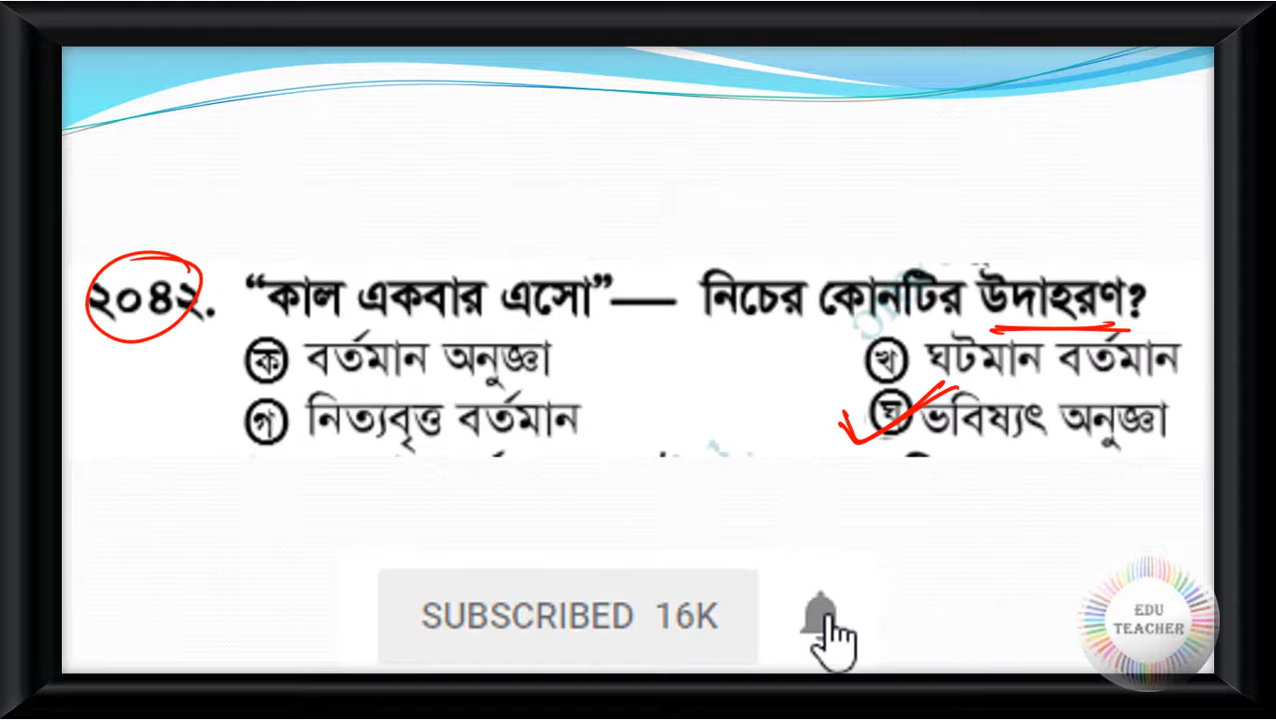 ২০৪২. “কাল একবার এসো”— নিচের কোনটির উদাহরণ?
ক বর্তমান অনুজ্ঞা খ ঘটমান বর্তমান
গ নিত্যবৃত্ত বর্তমান ঘ ভবিষ্যৎ অনুজ্ঞা
SUBSCRIBED 16K
EDU
TEACHER